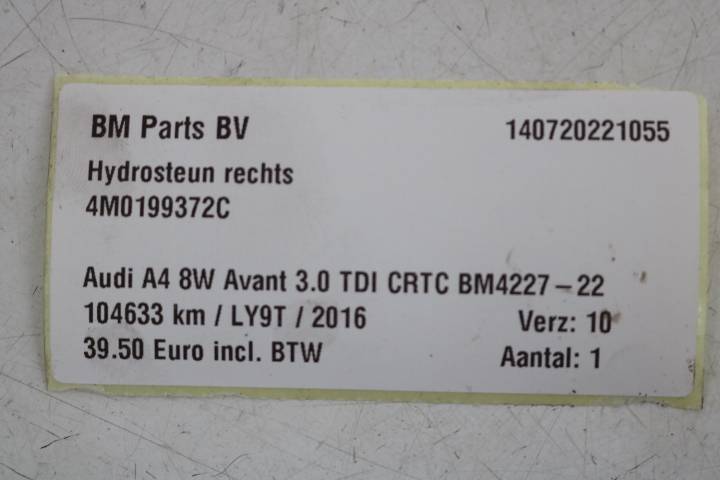 BM Parts BV 140720221055
Hydrosteun rechts
4M0199372C
Audi A4 8W Avant 3.0 TDI CRTC BM4227-22
104633 km / LY9T / 2016 Verz: 10
39.50 Euro incl. BTW Aantal: 1